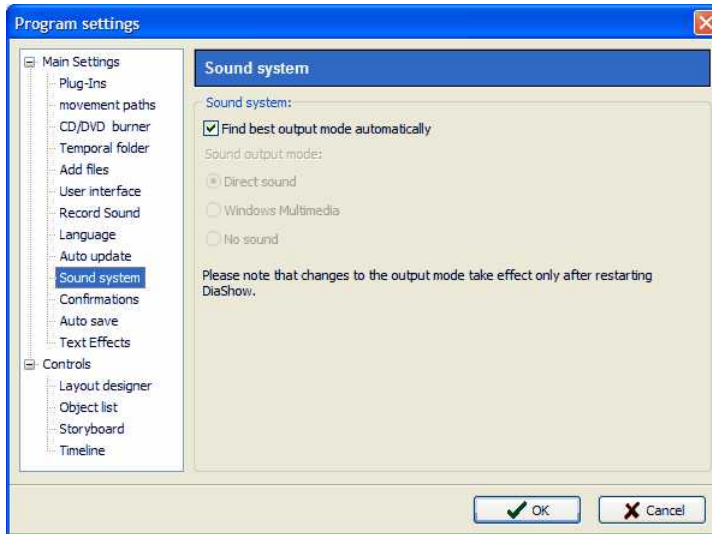 Program settings
Main Settings
Plug-Ins
movement paths
CD/DVD burner
Temporal folder
Add files
User interface
Record Sound
Language
Auto update
Sound system
Confirmations
Auto save
Text Effects
Controls
Layout designer
Object list
Storyboard
Timeline
Sound system
Sound system:
Find best output mode automatically
Sound output mode:
Direct sound
Windows Multimedia
No sound
Please note that changes to the output mode take effect only after restarting
DiaShow.
OK
Cancel